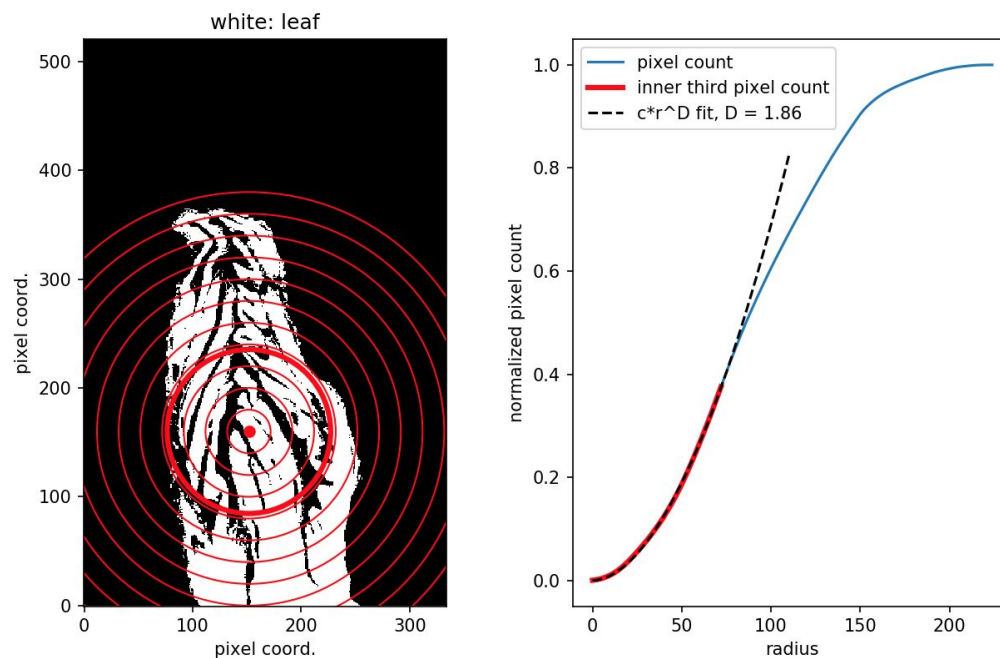 white: leaf
500
400
300
200
100
0
0
100
200
300
pixel coord.
pixel coord.
pixel count
inner third pixel count
c*r^D fit, D = 1.86
1.0
0.8
0.6
0.4
0.2
0.0
0
50
100
150
200
radius
normalized pixel count